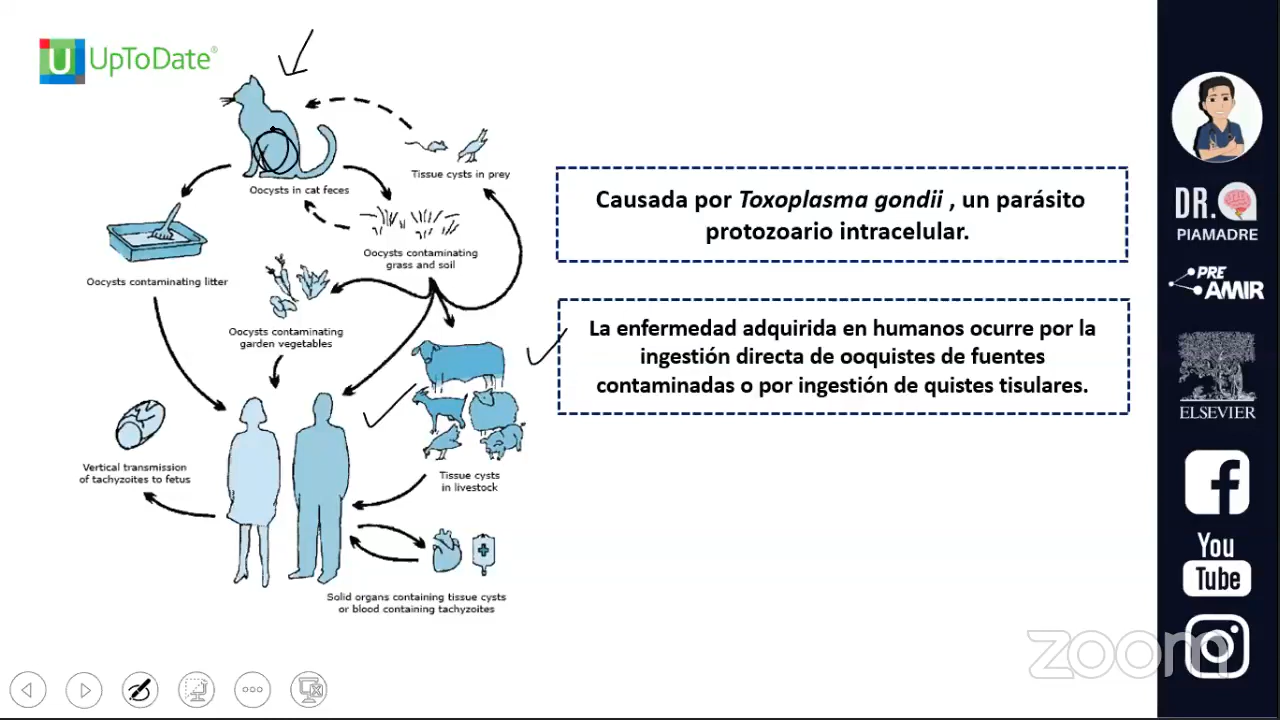 UpToDate®
Tissue cysts in prey
Oocysts in cat feces
Oocysts contaminating
grass and soil
Oocysts contaminating litter
Oocysts contaminating
garden vegetables
Vertical transmission
of tachyzoites to fetus
Tissue cysts
in livestock
Solid organs containing tissue cysts
or blood containing tachyzoites
Causada por Toxoplasma gondii , un parásito
protozoario intracelular.
La enfermedad adquirida en humanos ocurre por la
ingestión directa de ooquistes de fuentes
contaminadas o por ingestión de quistes tisulares.
DR.
PIAMADRE
PRE
AMIR
ELSEVIER
You
Tube
zoom